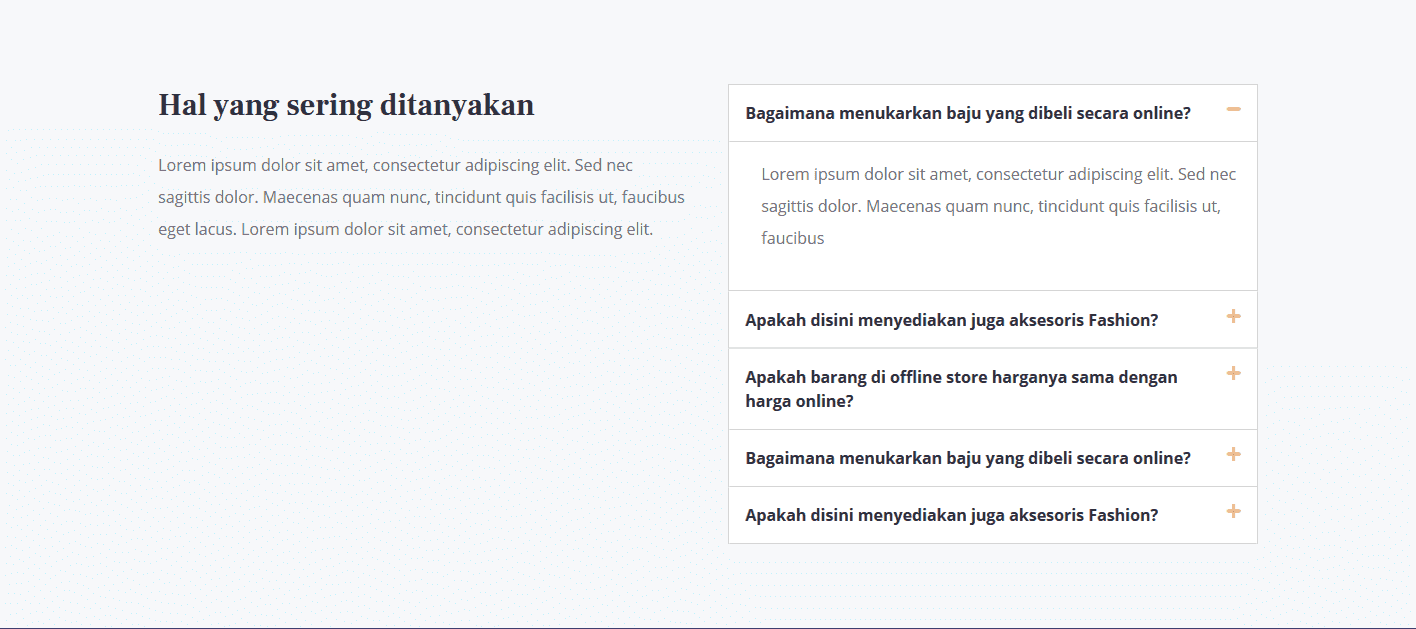 Hal yang sering ditanyakan
Lorem ipsum dolor sit amet, consectetur adipiscing elit. Sed nec
sagittis dolor. Maecenas quam nunc, tincidunt quis facilisis ut, faucibus
eget lacus. Lorem ipsum dolor sit amet, consectetur adipiscing elit.
Bagaimana menukarkan baju yang dibeli secara online?
Lorem ipsum dolor sit amet, consectetur adipiscing elit. Sed nec
sagittis dolor. Maecenas quam nunc, tincidunt quis facilisis ut,
faucibus
Apakah disini menyediakan juga aksesoris Fashion?
Apakah barang di offline store harganya sama dengan
harga online?
Bagaimana menukarkan baju yang dibeli secara online?
Apakah disini menyediakan juga aksesoris Fashion?